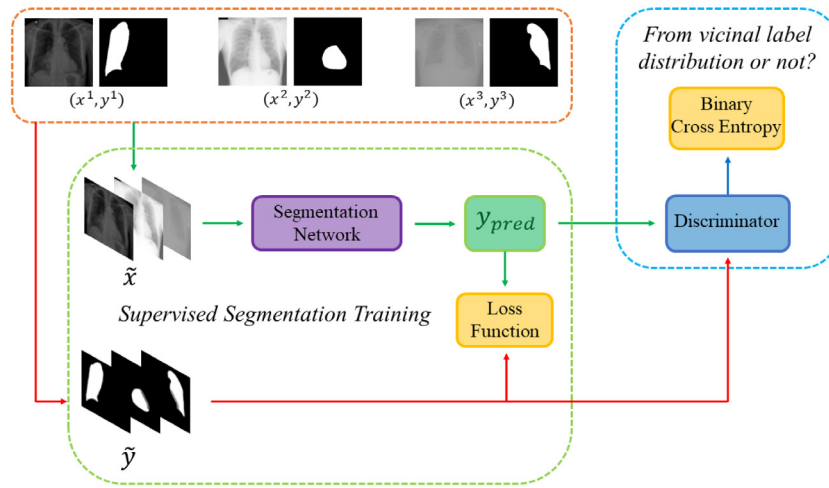 (x¹, y¹)
(x², y²)
(x³, y³)
From vicinal label
distribution or not?
Binary
Cross Entropy
Segmentation
Network
y_pred
Discriminator
x̃
Supervised Segmentation Training
Loss
Function
ỹ